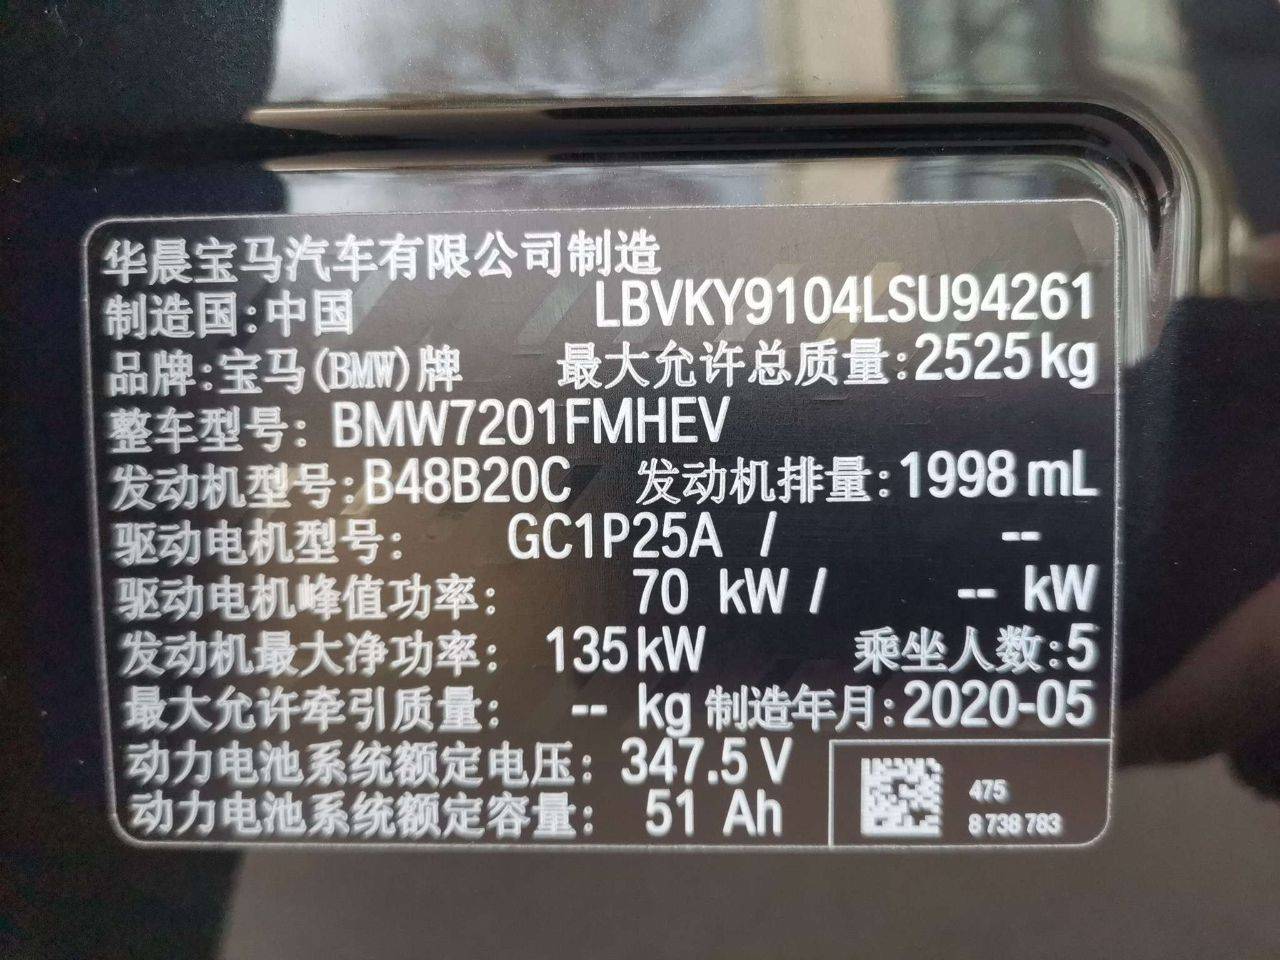 华晨宝马汽车有限公司制造
制造国:中国 LBVKY9104LSU94261
品牌:宝马(BMW)牌 最大允许总质量:2525 kg
整车型号: BMW7201FMHEV
发动机型号:B48B20C 发动机排量:1998 mL
驱动电机型号: GC1P25A / --
驱动电机峰值功率: 70 kW / -- kW
发动机最大净功率: 135 kW 乘坐人数:5
最大允许牵引质量: -- kg 制造年月:2020-05
动力电池系统额定电压: 347.5 V
动力电池系统额定容量: 51 Ah
475
8 738 783